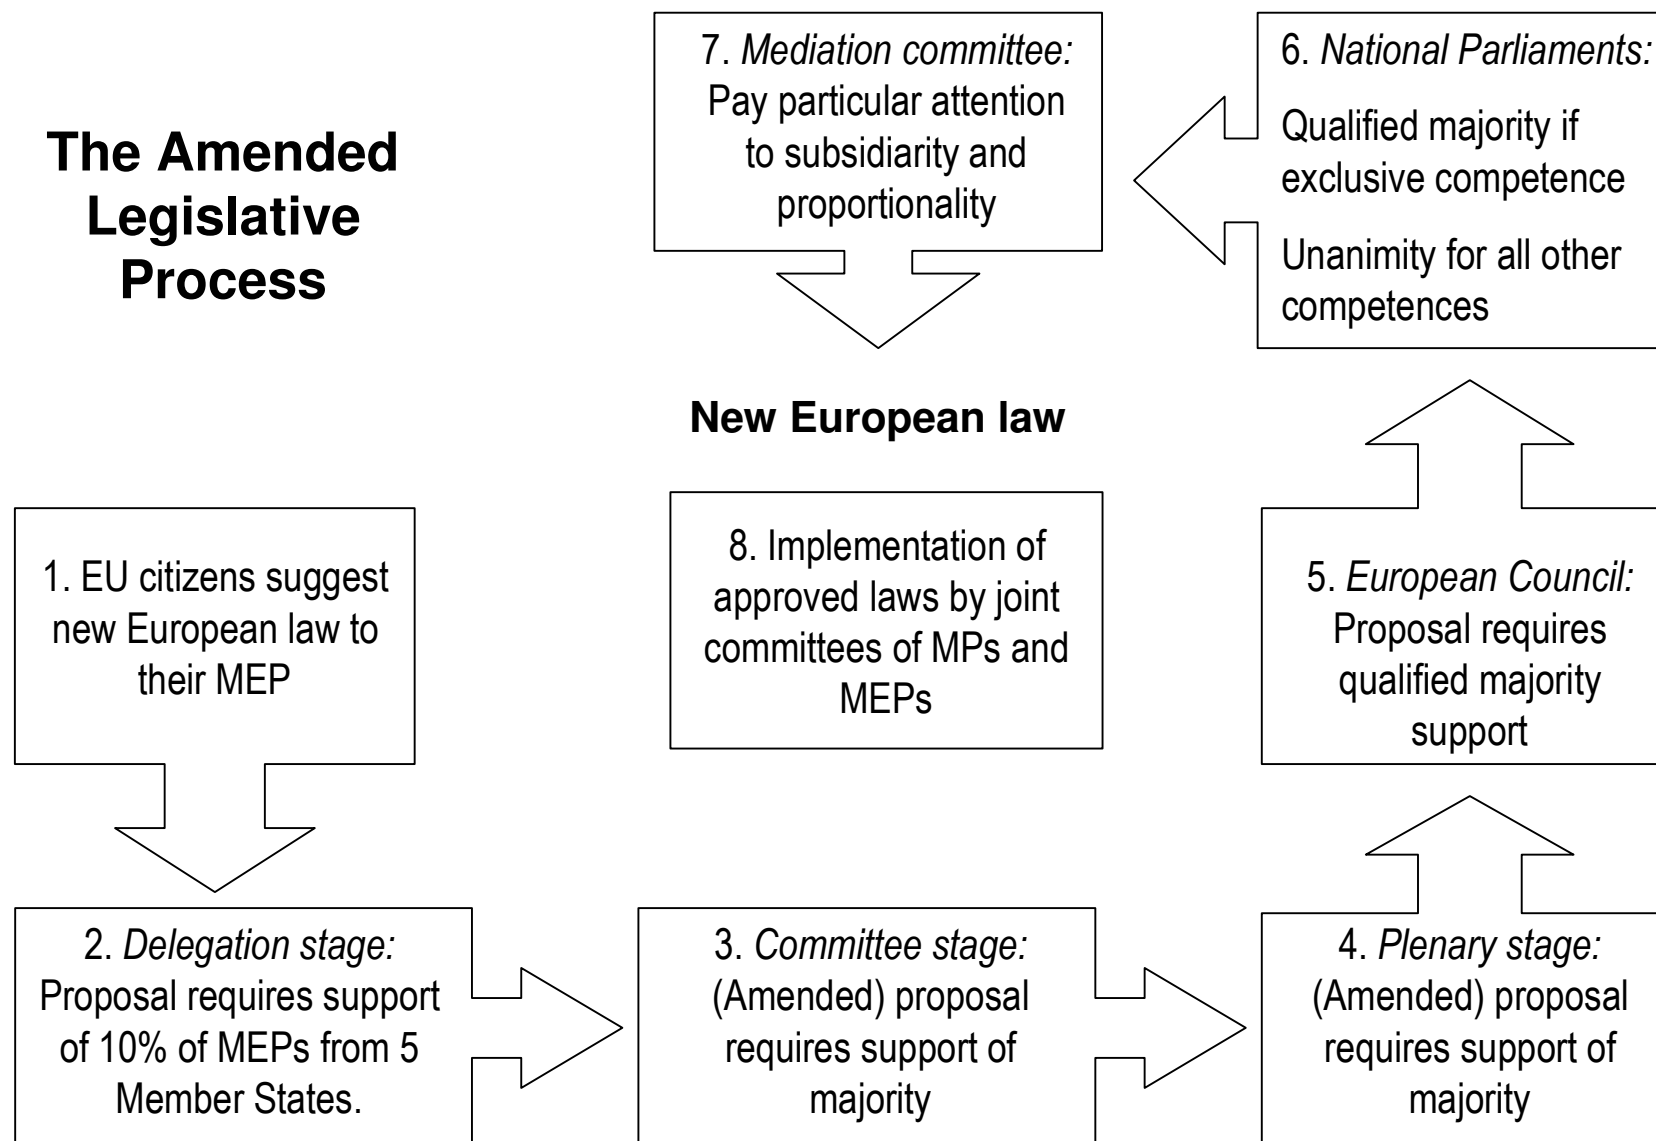 The Amended
Legislative
Process
7. Mediation committee:
Pay particular attention
to subsidiarity and
proportionality
6. National Parliaments:
Qualified majority if
exclusive competence
Unanimity for all other
competences
New European law
1. EU citizens suggest
new European law to
their MEP
8. Implementation of
approved laws by joint
committees of MPs and
MEPs
5. European Council:
Proposal requires
qualified majority
support
2. Delegation stage:
Proposal requires support
of 10% of MEPs from 5
Member States.
3. Committee stage:
(Amended) proposal
requires support of
majority
4. Plenary stage:
(Amended) proposal
requires support of
majority